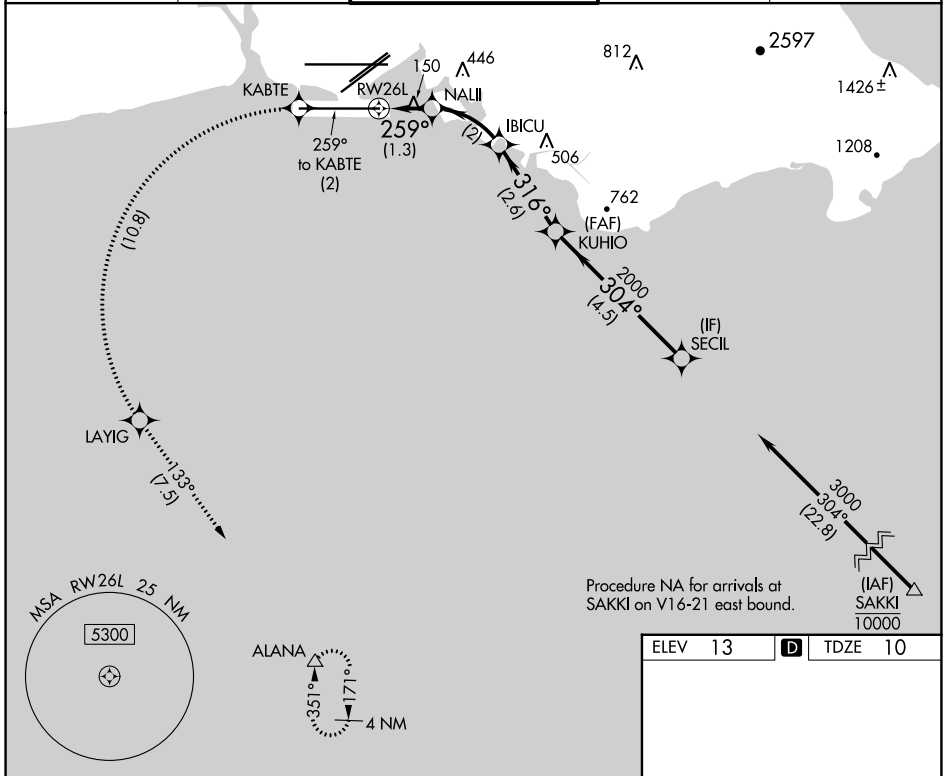 2597
812
446
1426±
150
KABTE
RW26L
NALII
259°
(1.3)
259°
to KABTE
(2)
(2)
IBICU
506
1208
762
316°
(2.6)
(FAF)
KUHIO
2000
304°
(4.5)
(IF)
SECIL
(10.8)
LAYIG
133°
(7.5)
3000
304°
(22.8)
(IAF)
SAKKI
10000
Procedure NA for arrivals at
SAKKI on V16-21 east bound.
MSA RW26L 25 NM
5300
ALANA
351°
171°
4 NM
ELEV 13 D TDZE 10